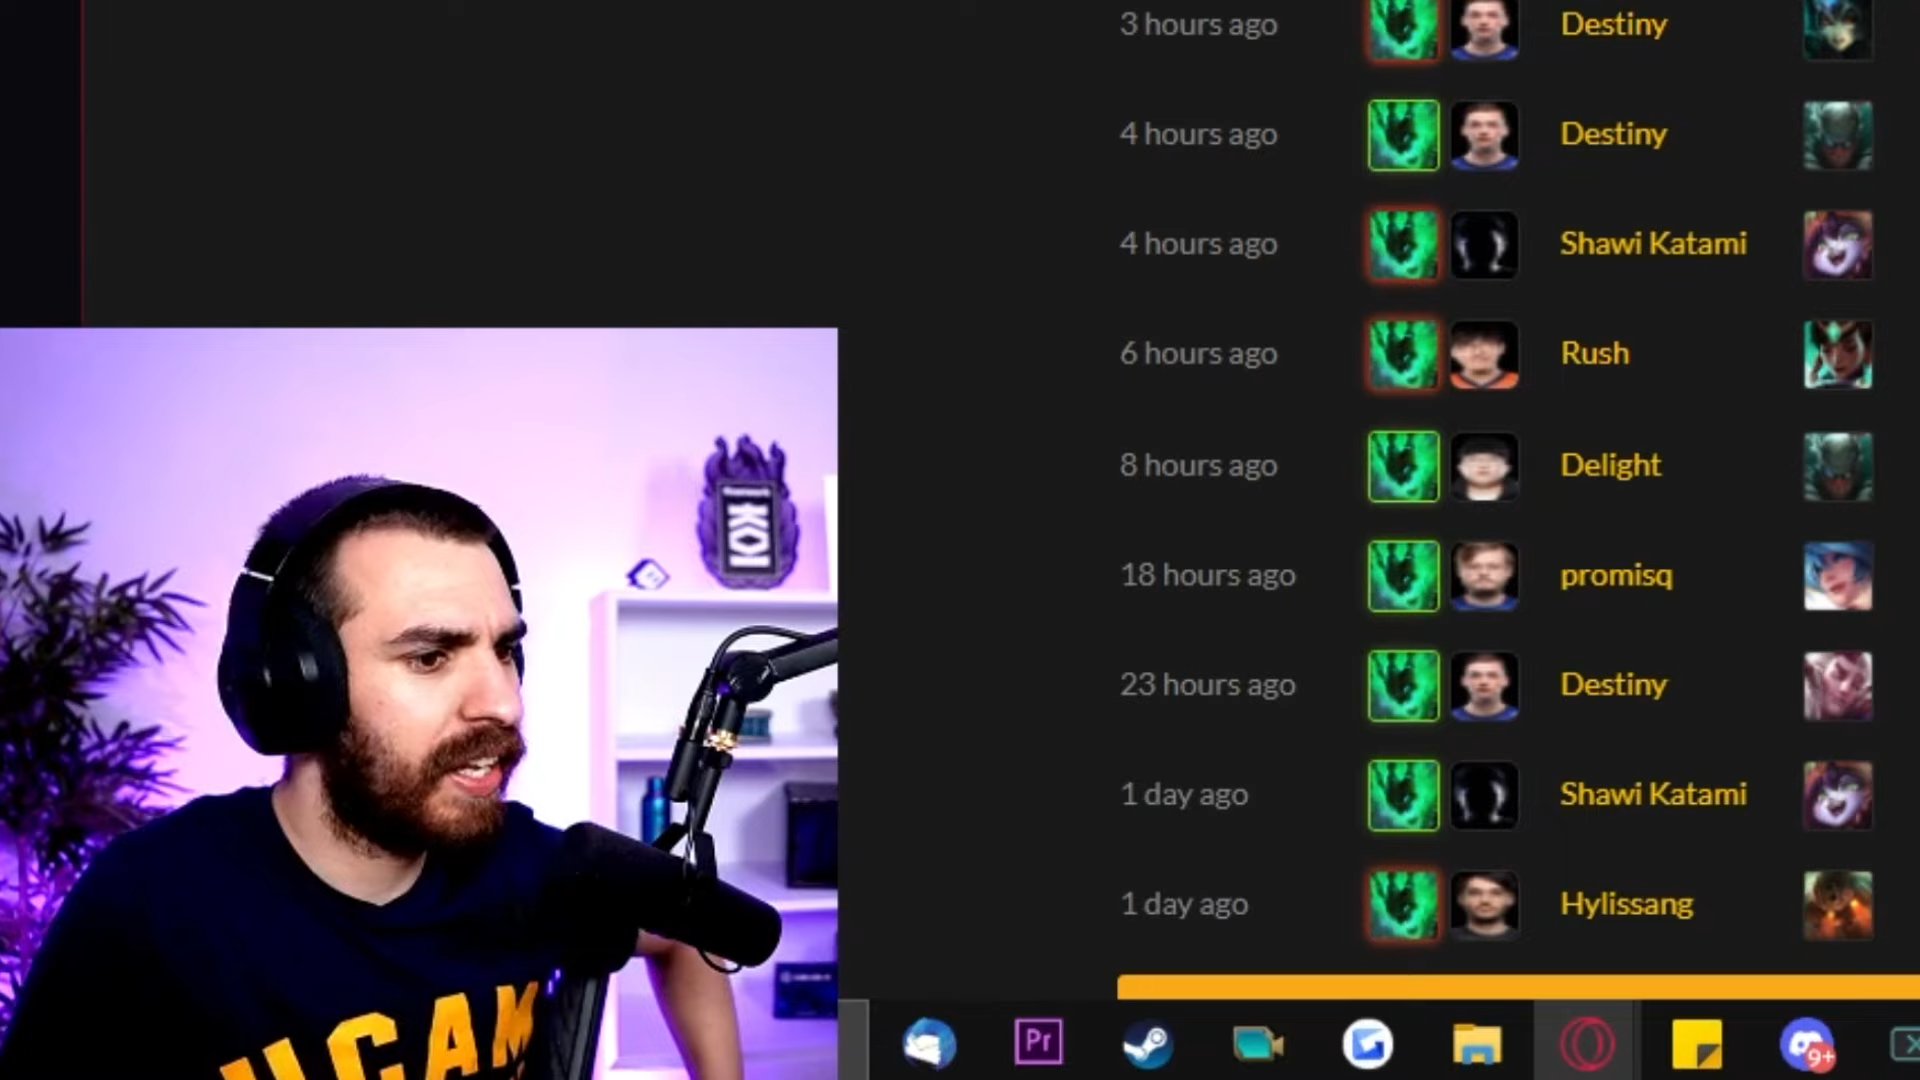 3 hours ago Destiny
4 hours ago Destiny
4 hours ago Shawi Katami
6 hours ago Rush
8 hours ago Delight
18 hours ago promisq
23 hours ago Destiny
1 day ago Shawi Katami
1 day ago Hylissang
KOI
UCAM
Pr
9+